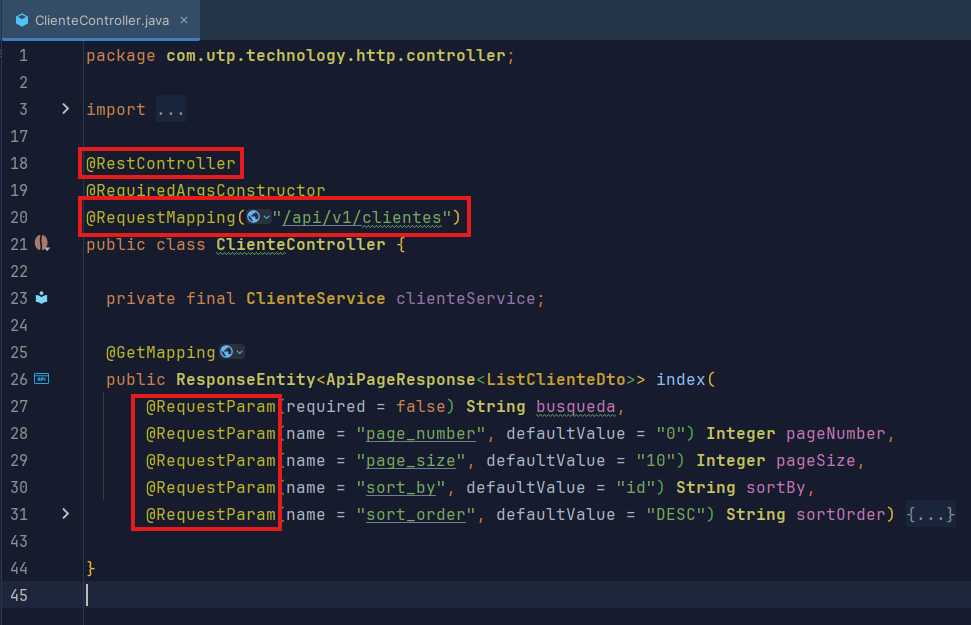 ClienteController.java ×
1 package com.utp.technology.http.controller;
2
3 import ...
17
18 @RestController
19 @RequiredArgsConstructor
20 @RequestMapping("/api/v1/clientes")
21 public class ClienteController {
22
23 private final ClienteService clienteService;
24
25 @GetMapping
26 public ResponseEntity<ApiPageResponse<ListClienteDto>> index(
27 @RequestParam(required = false) String busqueda,
28 @RequestParam(name = "page_number", defaultValue = "0") Integer pageNumber,
29 @RequestParam(name = "page_size", defaultValue = "10") Integer pageSize,
30 @RequestParam(name = "sort_by", defaultValue = "id") String sortBy,
31 @RequestParam(name = "sort_order", defaultValue = "DESC") String sortOrder) {...}
43
44 }
45